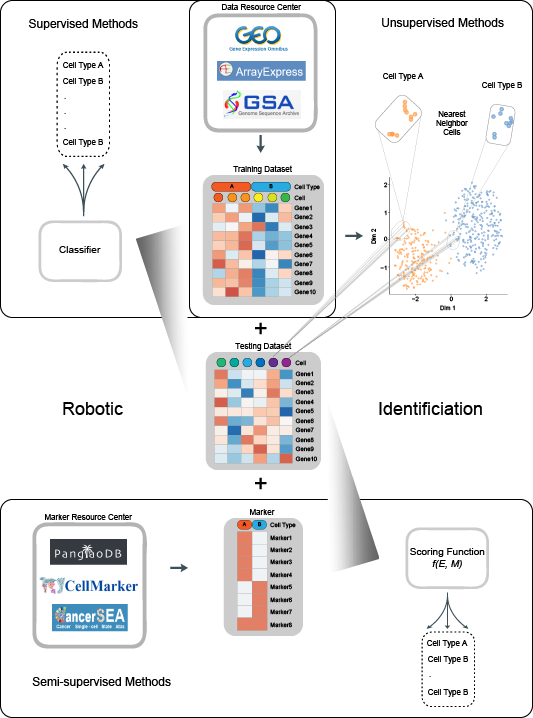 Supervised Methods
Cell Type A
Cell Type B
.
.
.
Cell Type B
Classifier
Data Resource Center
GEO
Gene Expression Omnibus
ArrayExpress
GSA
Genome Sequence Archive
Training Dataset
A B Cell Type
Cell
Gene1
Gene2
Gene3
Gene4
Gene5
Gene6
Gene7
Gene8
Gene9
Gene10
Unsupervised Methods
Cell Type A
Cell Type B
Nearest
Neighbor
Cells
Dim 2
2
1
0
-1
-2
-2
0
2
Dim 1
+
Testing Dataset
Cell
Gene1
Gene2
Gene3
Gene4
Gene5
Gene6
Gene7
Gene8
Gene9
Gene10
Robotic
Identificiation
+
Marker Resource Center
PanglaoDB
CellMarker
CancerSEA
Cancer Single-cell State Atlas
Semi-supervised Methods
Marker
A B Cell Type
Marker1
Marker2
Marker3
Marker4
Marker5
Marker6
Marker7
Marker8
Scoring Function
f(E, M)
Cell Type A
Cell Type B
.
Cell Type B